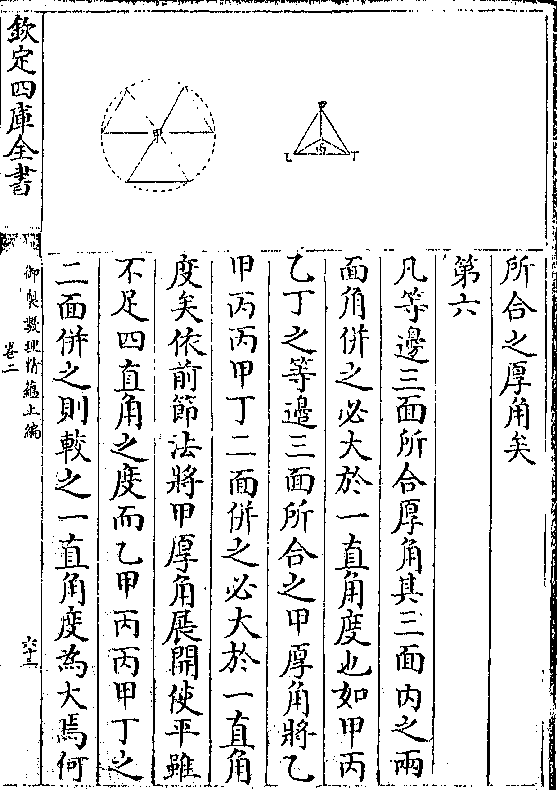 所合之厚角矣
第六
凡等邊三面所合厚角其三面內之兩
面角併之必大於一直角度也如甲丙
乙丁之等邊三面所合之甲厚角將乙
甲丙丙甲丁二面併之必大於一直角
度矣依前節法將甲厚角展開使平雖
不足四直角之度而乙甲丙丙甲丁之
二面併之則較之一直角度為大焉何
甲
丙
乙
丁
甲
欽定四庫全書
御製數理精蘊上編
卷二
六十三